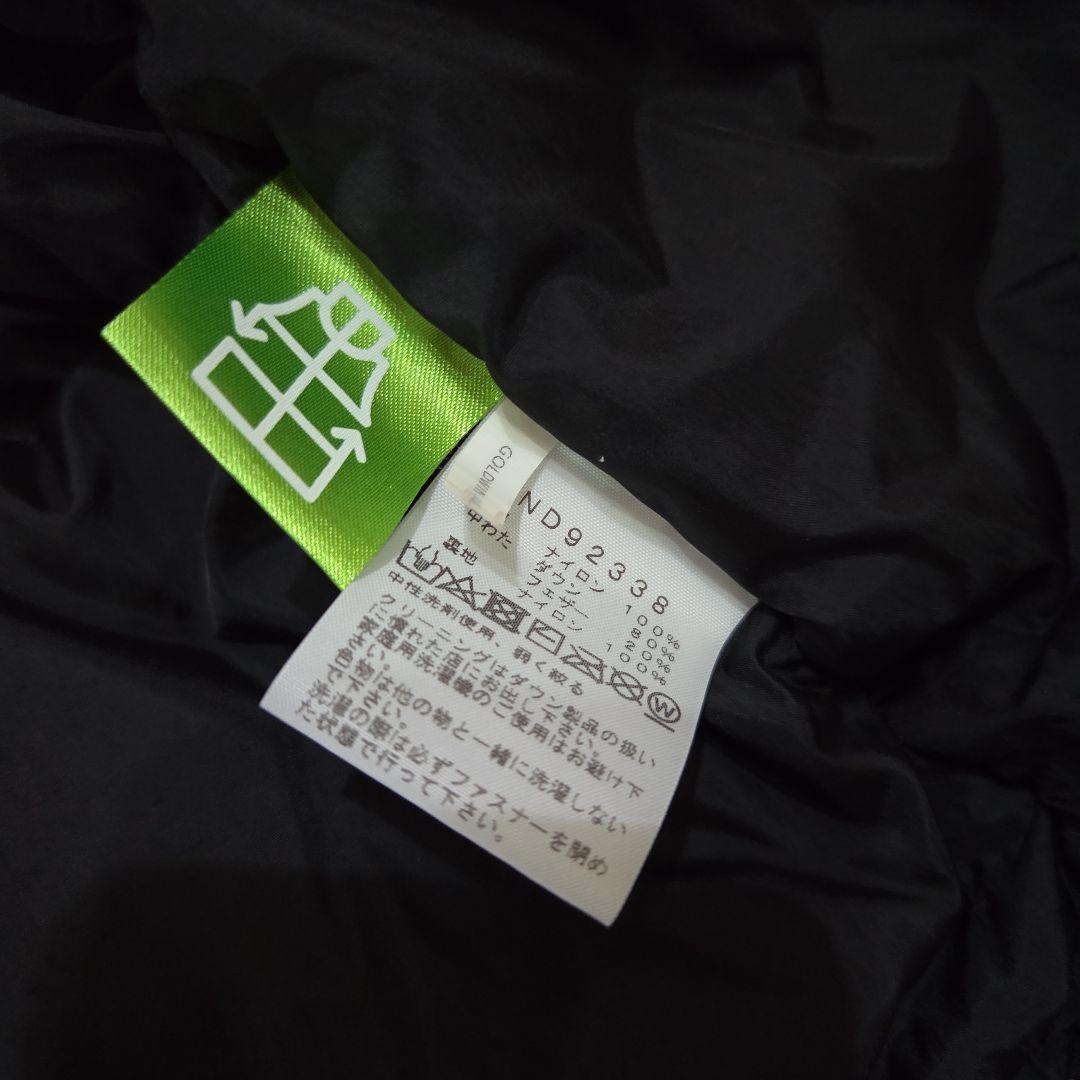 GOLDWIN
ND92338
ナイロン 100%
中わた ダウン 80%
フェザー 20%
裏地 ナイロン 100%
W
中性洗剤使用、弱く絞る
クリーニングはダウン製品の扱い
に慣れた店にお出し下さい。
家庭用洗濯機のご使用はお避け下
さい。
色物は他の物と一緒に洗濯しない
で下さい。
洗濯の際は必ずファスナーを閉め
た状態で行って下さい。